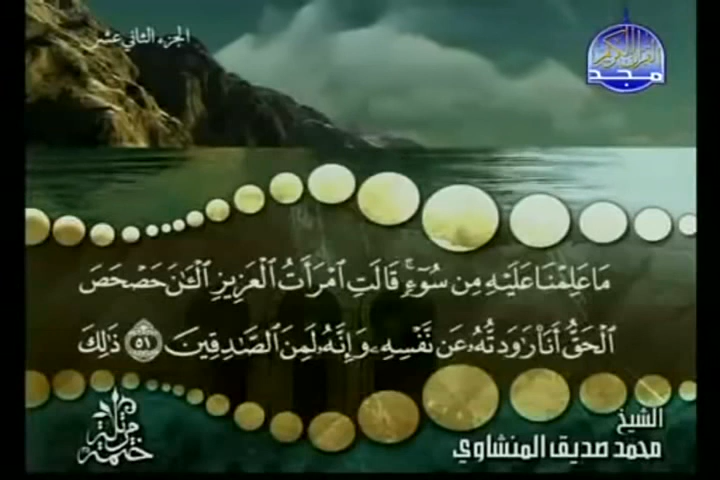 الجزء الثاني عشر
القرآن الكريم
مجد
مَا عَلِمْنَا عَلَيْهِ مِن سُوٓءٍۚ قَالَتِ ٱمْرَأَتُ ٱلْعَزِيزِ ٱلْـَٰٔنَ حَصْحَصَ
ٱلْحَقُّ أَنَا۠ رَٰوَدتُّهُۥ عَن نَّفْسِهِۦ وَإِنَّهُۥ لَمِنَ ٱلصَّـٰدِقِينَ ٥١ ذَٰلِكَ
الشيخ
محمد صديق المنشاوي
ختمة مرتلة